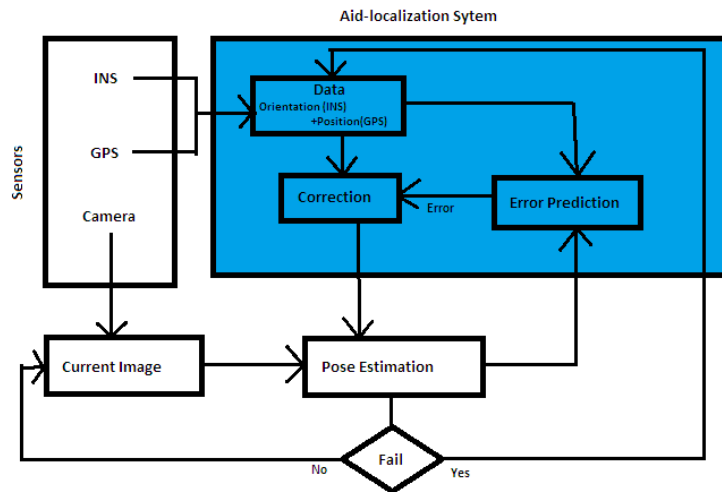 Aid-localization Sytem
Sensors
INS
GPS
Camera
Data
Orientation (INS)
+Position(GPS)
Correction
Error
Error Prediction
Current Image
Pose Estimation
Fail
No
Yes